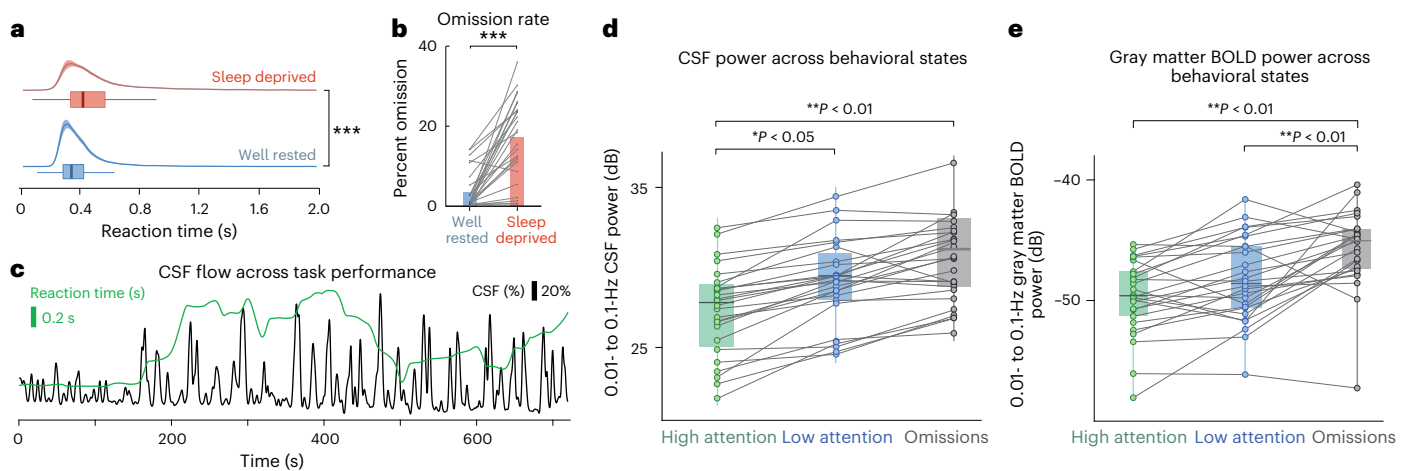 a
Sleep deprived
***
Well rested
0 0.4 0.8 1.2 1.6 2.0
Reaction time (s)
b
Omission rate
***
40
20
0
Percent omission
Well rested
Sleep deprived
c
CSF flow across task performance
Reaction time (s)
0.2 s
CSF (%) 20%
0 200 400 600
Time (s)
d
CSF power across behavioral states
**P < 0.01
*P < 0.05
35
25
0.01- to 0.1-Hz CSF power (dB)
High attention Low attention Omissions
e
Gray matter BOLD power across
behavioral states
**P < 0.01
**P < 0.01
–40
–50
0.01- to 0.1-Hz gray matter BOLD
power (dB)
High attention Low attention Omissions